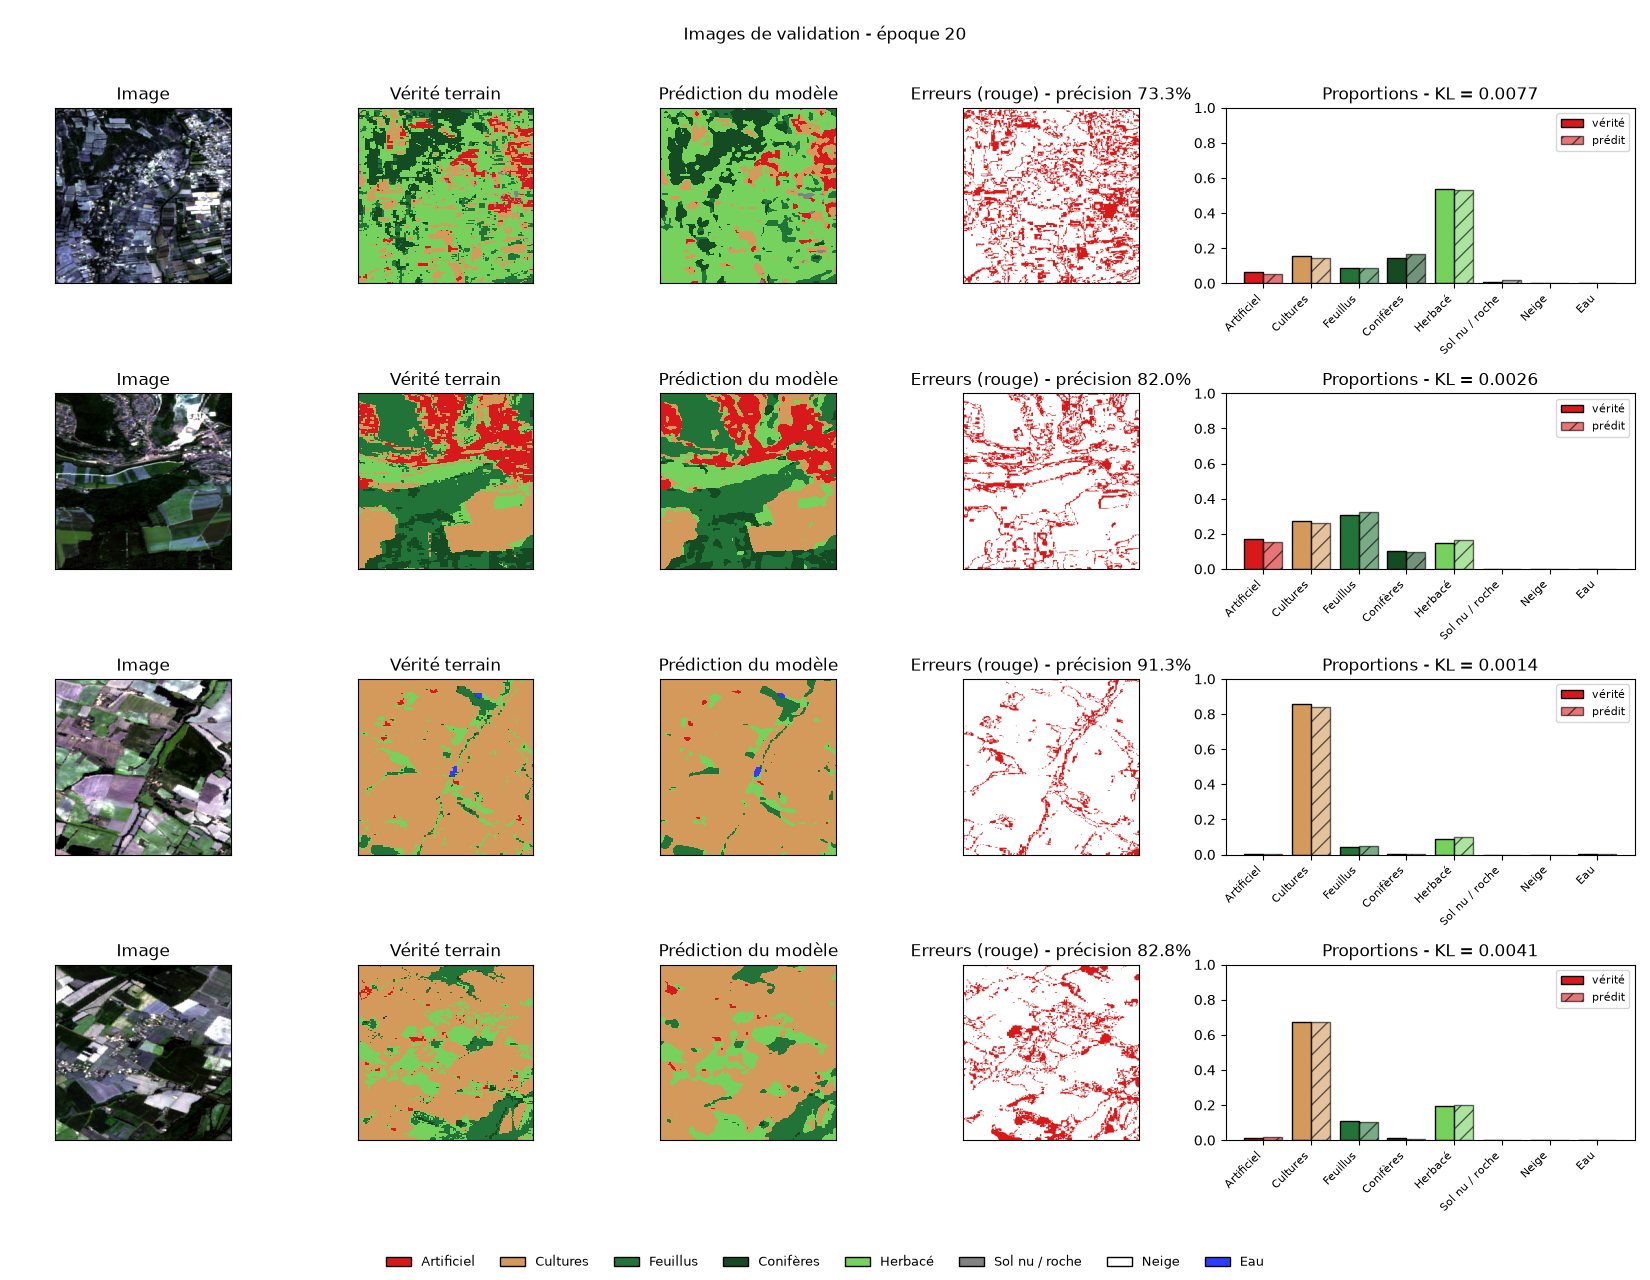 Images de validation - époque 20
Image
Vérité terrain
Prédiction du modèle
Erreurs (rouge) - précision 73.3%
Proportions - KL = 0.0077
1.0
0.8
0.6
0.4
0.2
0.0
vérité
prédit
Artificiel
Cultures
Feuillus
Conifères
Herbacé
Sol nu / roche
Neige
Eau
Image
Vérité terrain
Prédiction du modèle
Erreurs (rouge) - précision 82.0%
Proportions - KL = 0.0026
1.0
0.8
0.6
0.4
0.2
0.0
vérité
prédit
Artificiel
Cultures
Feuillus
Conifères
Herbacé
Sol nu / roche
Neige
Eau
Image
Vérité terrain
Prédiction du modèle
Erreurs (rouge) - précision 91.3%
Proportions - KL = 0.0014
1.0
0.8
0.6
0.4
0.2
0.0
vérité
prédit
Artificiel
Cultures
Feuillus
Conifères
Herbacé
Sol nu / roche
Neige
Eau
Image
Vérité terrain
Prédiction du modèle
Erreurs (rouge) - précision 82.8%
Proportions - KL = 0.0041
1.0
0.8
0.6
0.4
0.2
0.0
vérité
prédit
Artificiel
Cultures
Feuillus
Conifères
Herbacé
Sol nu / roche
Neige
Eau
Artificiel Cultures Feuillus Conifères Herbacé Sol nu / roche Neige Eau